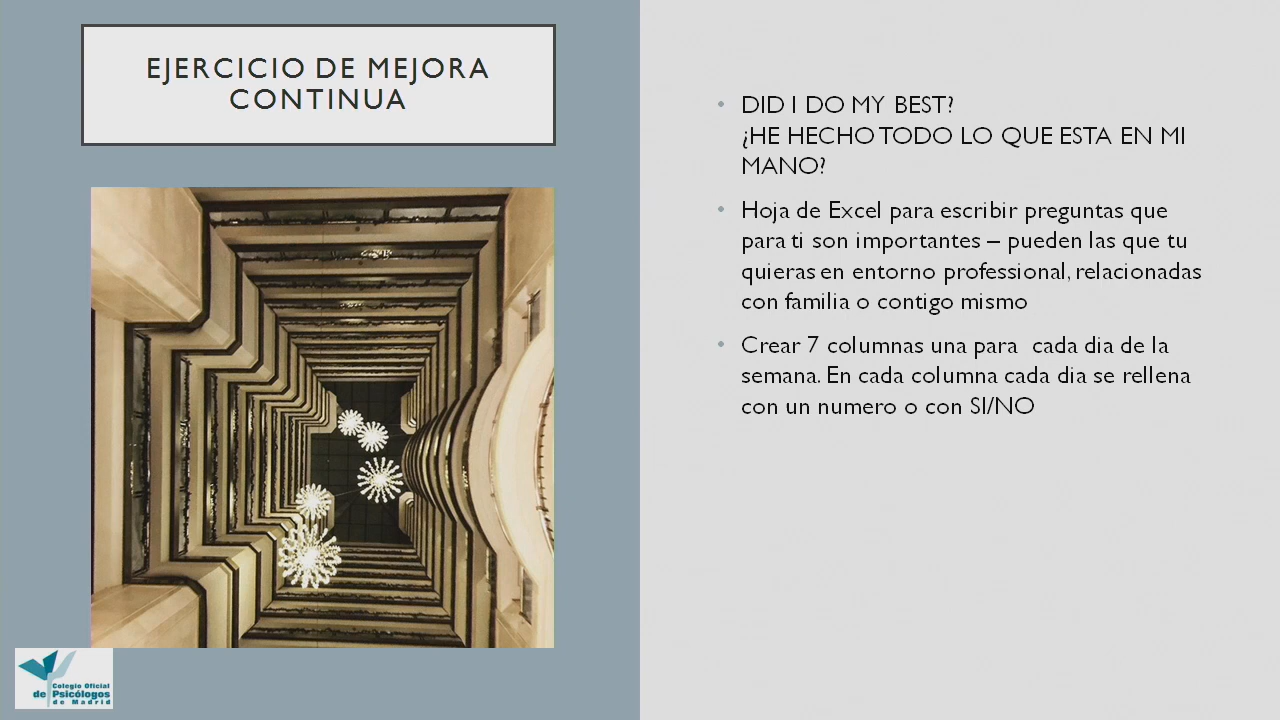 EJERCICIO DE MEJORA
CONTINUA
• DID I DO MY BEST?
¿HE HECHO TODO LO QUE ESTA EN MI
MANO?
• Hoja de Excel para escribir preguntas que
para ti son importantes – pueden las que tu
quieras en entorno professional, relacionadas
con familia o contigo mismo
• Crear 7 columnas una para cada dia de la
semana. En cada columna cada dia se rellena
con un numero o con SI/NO
Colegio Oficial
de Psicólogos
de Madrid